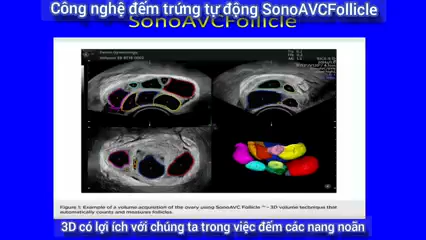 Công nghệ đếm trứng tự động SonoAVCFollicle
SonoAVCFollicle
Figure 1: Example of a volume acquisition of the ovary using SonoAVC Follicle ™ – 3D volume technique that
automatically counts and measures follicles.
3D có lợi ích với chúng ta trong việc đếm các nang noãn